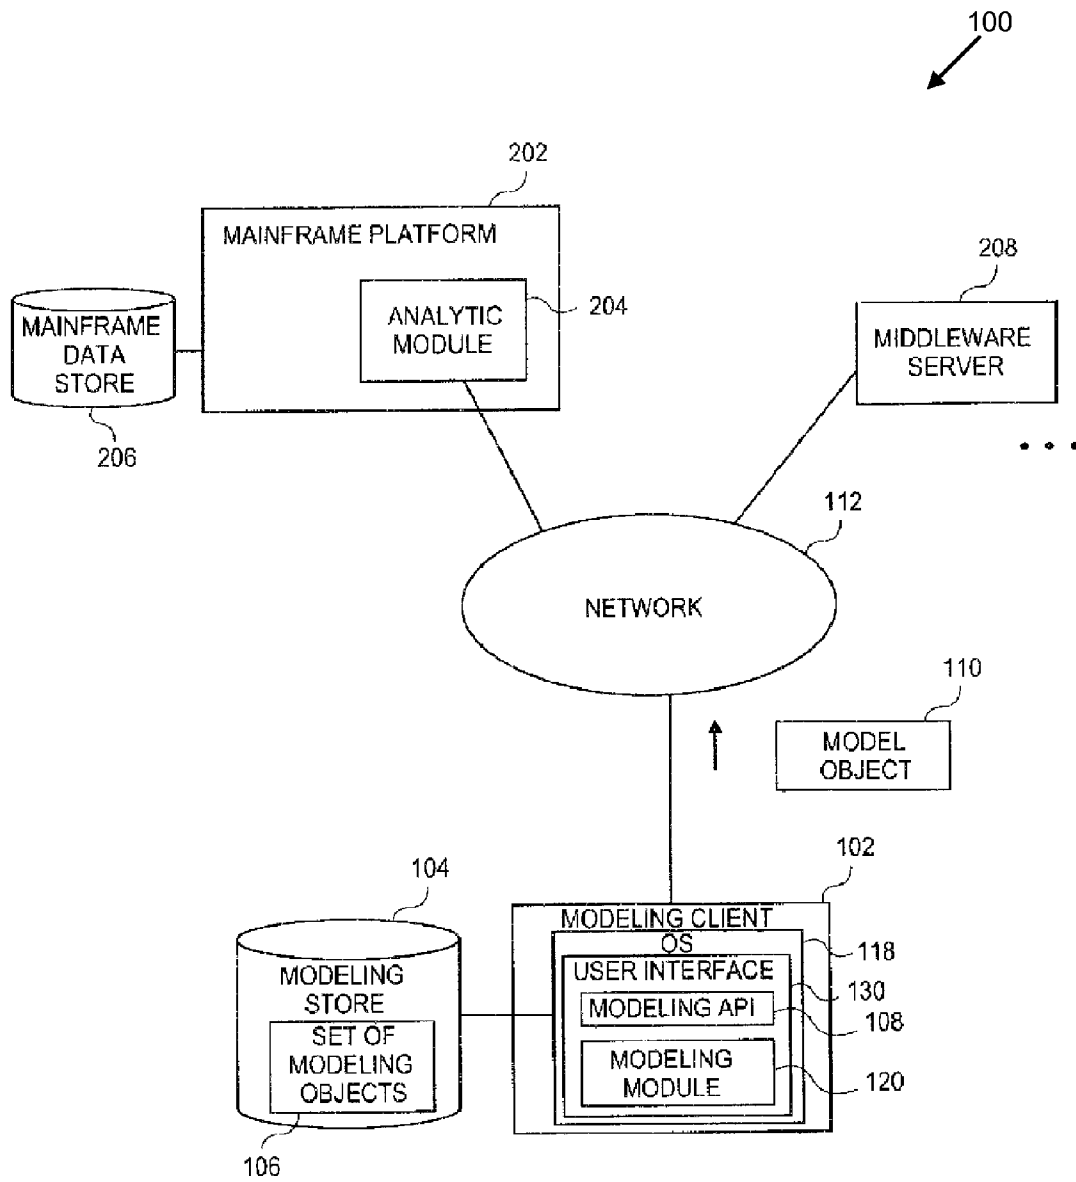 100
202
MAINFRAME PLATFORM
208
204
ANALYTIC
MODULE
MAINFRAME
DATA
STORE
MIDDLEWARE
SERVER
206
112
NETWORK
110
MODEL
OBJECT
102
104
MODELING CLIENT
OS
118
USER INTERFACE
130
MODELING
STORE
MODELING API
108
SET OF
MODELING
OBJECTS
MODELING
MODULE
120
106